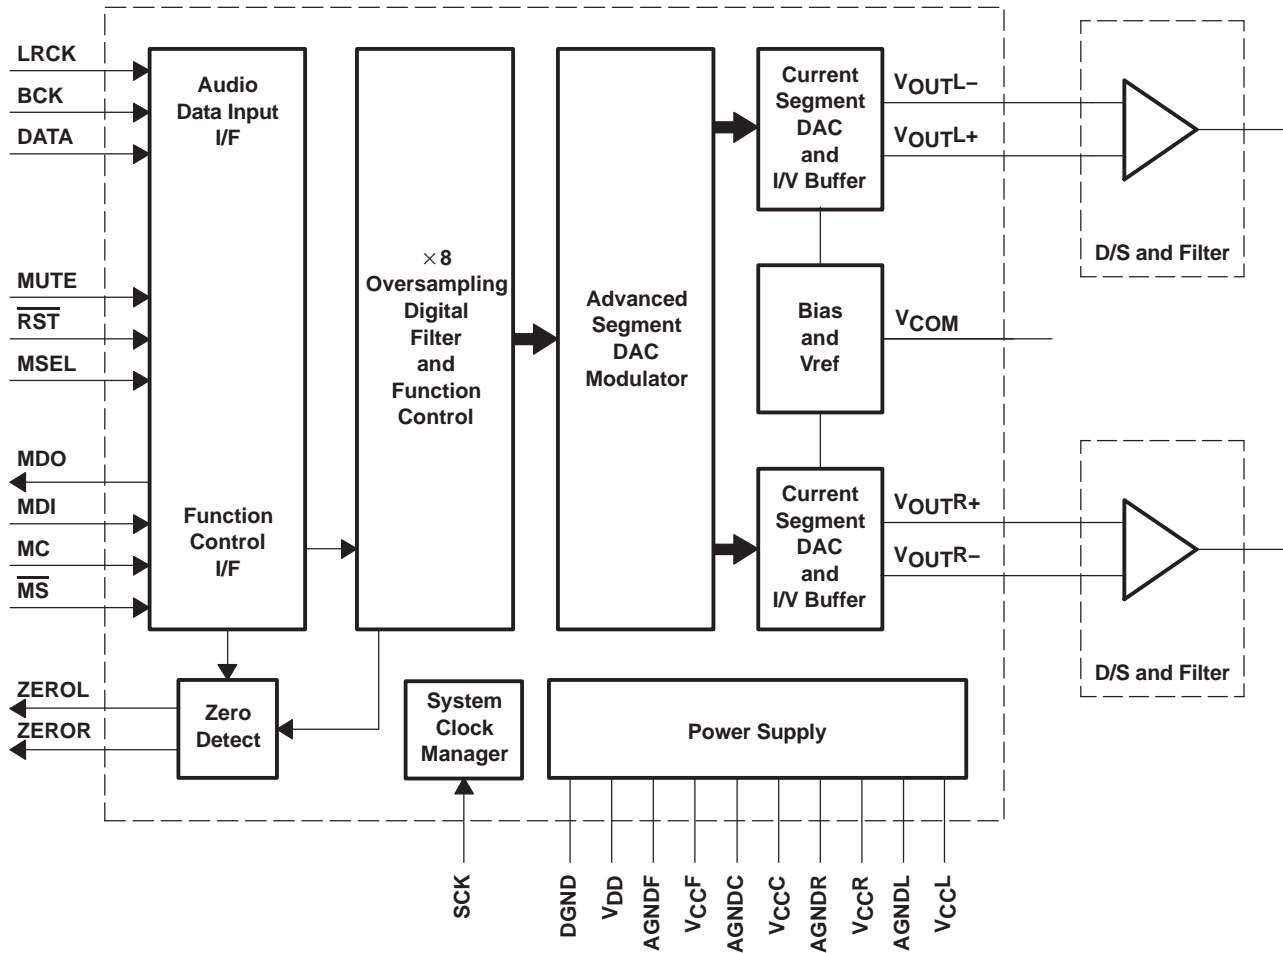 LRCK
BCK
DATA
MUTE
RST
MSEL
MDO
MDI
MC
MS
ZEROL
ZEROR
Audio
Data Input
I/F
Function
Control
I/F
×8
Oversampling
Digital
Filter
and
Function
Control
Advanced
Segment
DAC
Modulator
Current
Segment
DAC
and
I/V Buffer
VOUTL−
VOUTL+
Bias
and
Vref
VCOM
Current
Segment
DAC
and
I/V Buffer
VOUTR+
VOUTR−
D/S and Filter
D/S and Filter
Zero
Detect
System
Clock
Manager
Power Supply
SCK
DGND
VDD
AGNDF
VCCF
AGNDC
VCCC
AGNDR
VCCR
AGNDL
VCCL